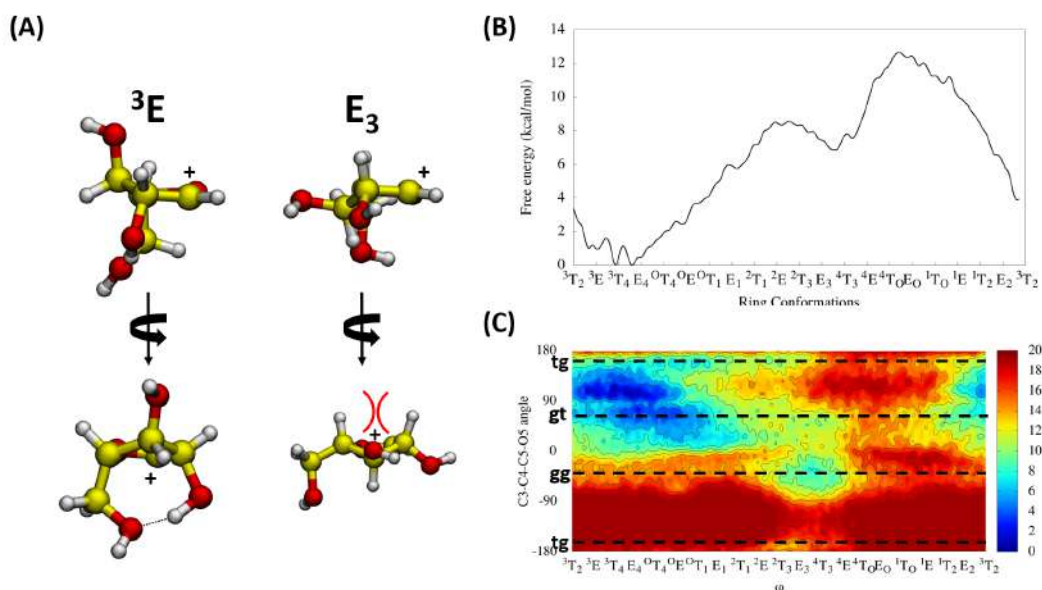 (A)
³E
E₃
+
+
+
+
(B)
14
12
10
8
6
4
2
0
Free energy (kcal/mol)
³T₂ ³E ³T₄ E₄ ᴼT₄ ᴼE ᴼT₁ E₁ ²T₁ ²E ²T₃ E₃ ⁴T₃ ⁴E ⁴Tₒ Eₒ ¹Tₒ ¹E ¹T₂ E₂ ³T₂
Ring Conformations
(C)
180
90
0
-90
-180
tg
gt
gg
tg
C3-C4-C5-O5 angle
20
18
16
14
12
10
8
6
4
2
0
³T₂ ³E ³T₄ E₄ ᴼT₄ ᴼE ᴼT₁ E₁ ²T₁ ²E ²T₃ E₃ ⁴T₃ ⁴E ⁴Tₒ Eₒ ¹Tₒ ¹E ¹T₂ E₂ ³T₂